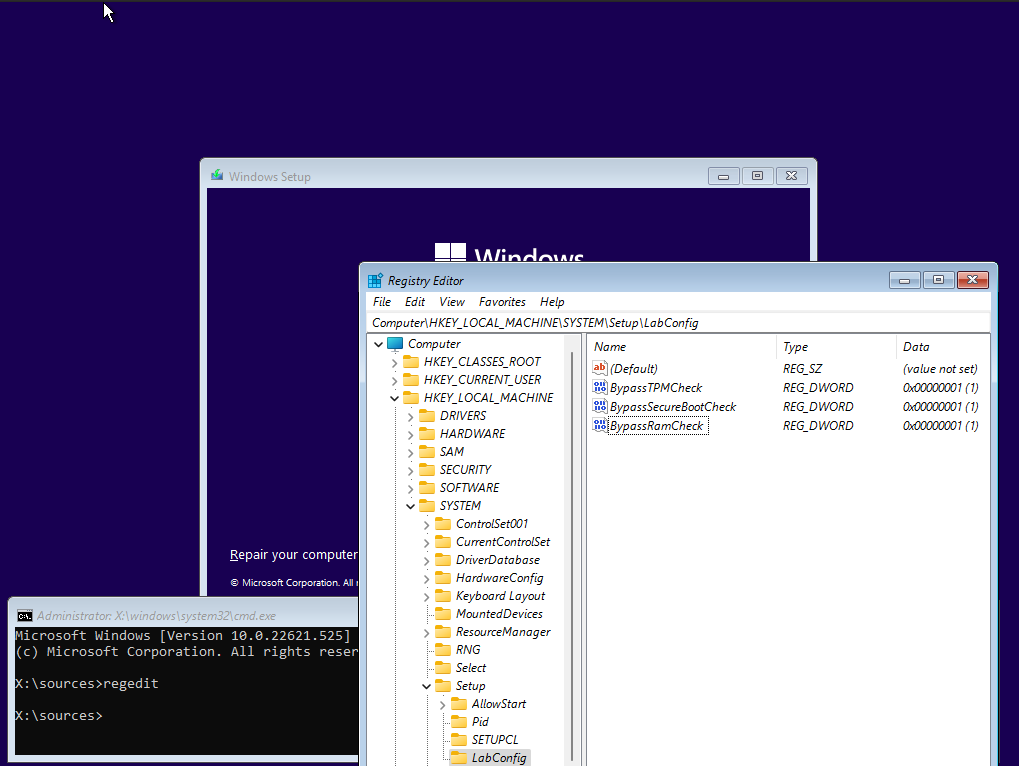 Windows Setup
Windows
Repair your computer
© Microsoft Corporation. All
Registry Editor
File Edit View Favorites Help
Computer\HKEY_LOCAL_MACHINE\SYSTEM\Setup\LabConfig
Computer
HKEY_CLASSES_ROOT
HKEY_CURRENT_USER
HKEY_LOCAL_MACHINE
DRIVERS
HARDWARE
SAM
SECURITY
SOFTWARE
SYSTEM
ControlSet001
CurrentControlSet
DriverDatabase
HardwareConfig
Keyboard Layout
MountedDevices
ResourceManager
RNG
Select
Setup
AllowStart
Pid
SETUPCL
LabConfig
Name Type Data
(Default) REG_SZ (value not set)
BypassTPMCheck REG_DWORD 0x00000001 (1)
BypassSecureBootCheck REG_DWORD 0x00000001 (1)
BypassRamCheck REG_DWORD 0x00000001 (1)
Administrator: X:\windows\system32\cmd.exe
Microsoft Windows [Version 10.0.22621.525]
(c) Microsoft Corporation. All rights reser
X:\sources>regedit
X:\sources>